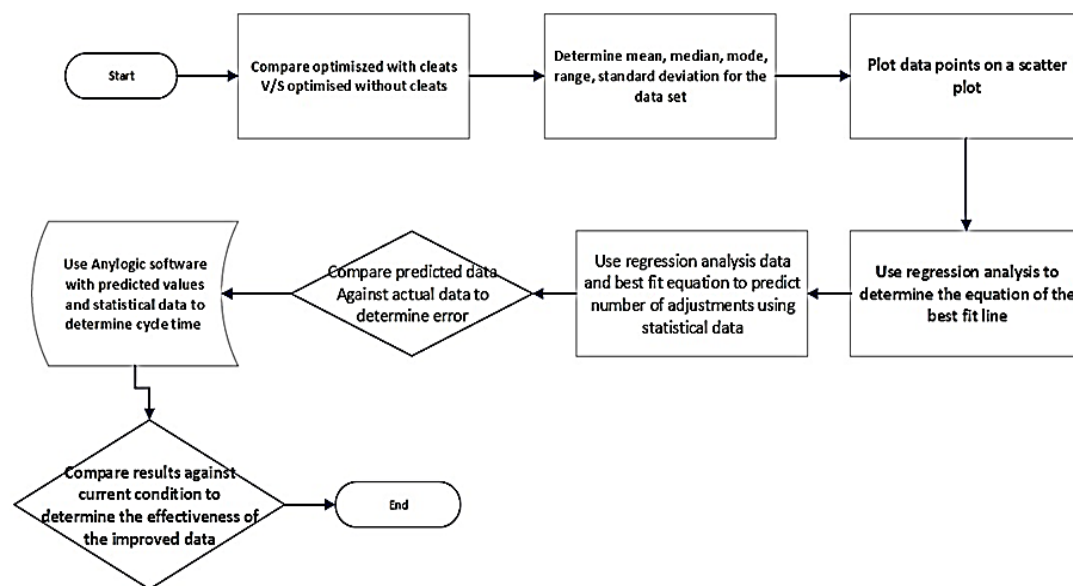 Start
Compare optimiszed with cleats
V/S optimised without cleats
Determine mean, median, mode,
range, standard deviation for the
data set
Plot data points on a scatter
plot
Use Anylogic software
with predicted values
and statistical data to
determine cycle time
Compare predicted data
Against actual data to
determine error
Use regression analysis data
and best fit equation to predict
number of adjustments using
statistical data
Use regression analysis to
determine the equation of the
best fit line
Compare results against
current condition to
determine the effectiveness of
the improved data
End